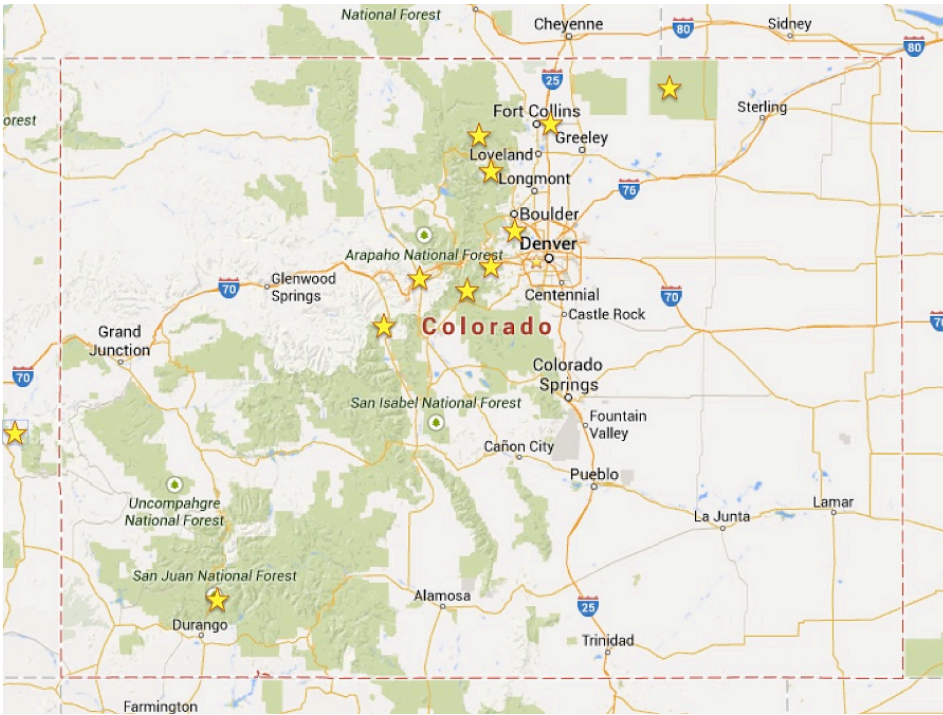 National Forest
Cheyenne
80
Sidney
80
orest
25
Fort Collins
Sterling
Greeley
Loveland
Longmont
76
Boulder
Denver
Arapaho National Forest
Glenwood
Springs
70
Centennial
70
Castle Rock
Colorado
70
Grand
Junction
70
Colorado
Springs
San Isabel National Forest
Fountain
Valley
Cañon City
Pueblo
Uncompahgre
National Forest
La Junta
Lamar
San Juan National Forest
Alamosa
25
Durango
Trinidad
Farmington